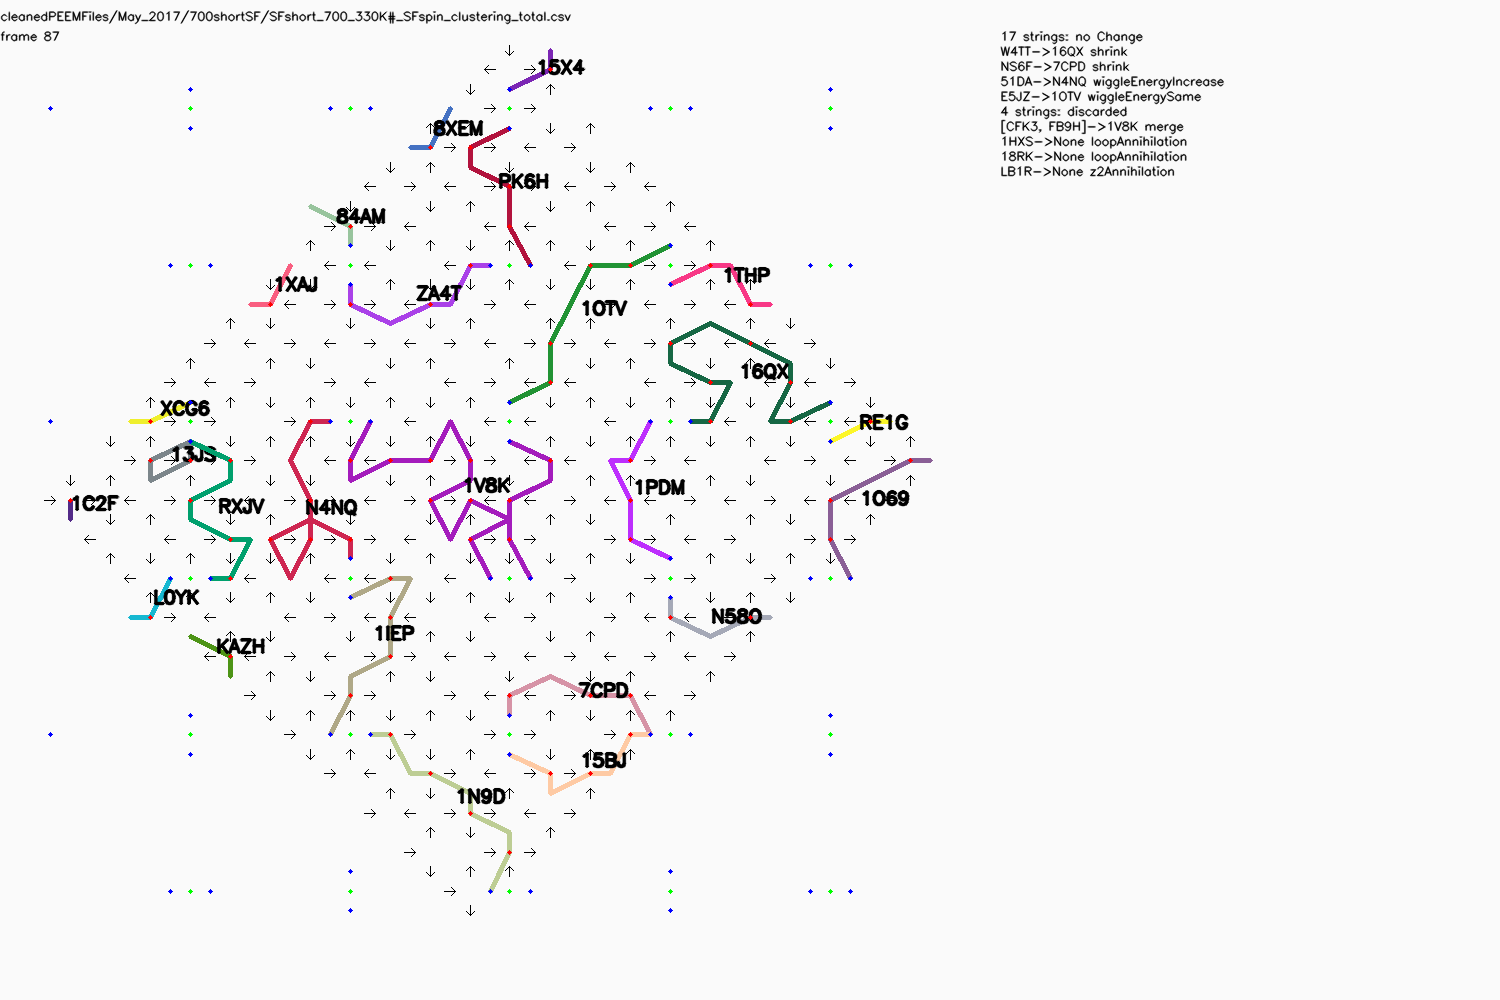 cleanedPEEMFiles/May_2017/700shortSF/SFshort_700_330K#_SFspin_clustering_total.csv
frame 87
17 strings: no Change
W4TT->16QX shrink
NS6F->7CPD shrink
51DA->N4NQ wiggleEnergyIncrease
E5JZ->1OTV wiggleEnergySame
4 strings: discarded
[CFK3, FB9H]->1V8K merge
1HXS->None loopAnnihilation
18RK->None loopAnnihilation
LB1R->None z2Annihilation
15X4
8XEM
PK6H
84AM
1XAJ
ZA4T
1THP
1OTV
16QX
XCG6
RE1G
13JS
1V8K
1PDM
1O69
1C2F
RXJV
N4NQ
L0YK
N58O
1IEP
KAZH
7CPD
15BJ
1N9D